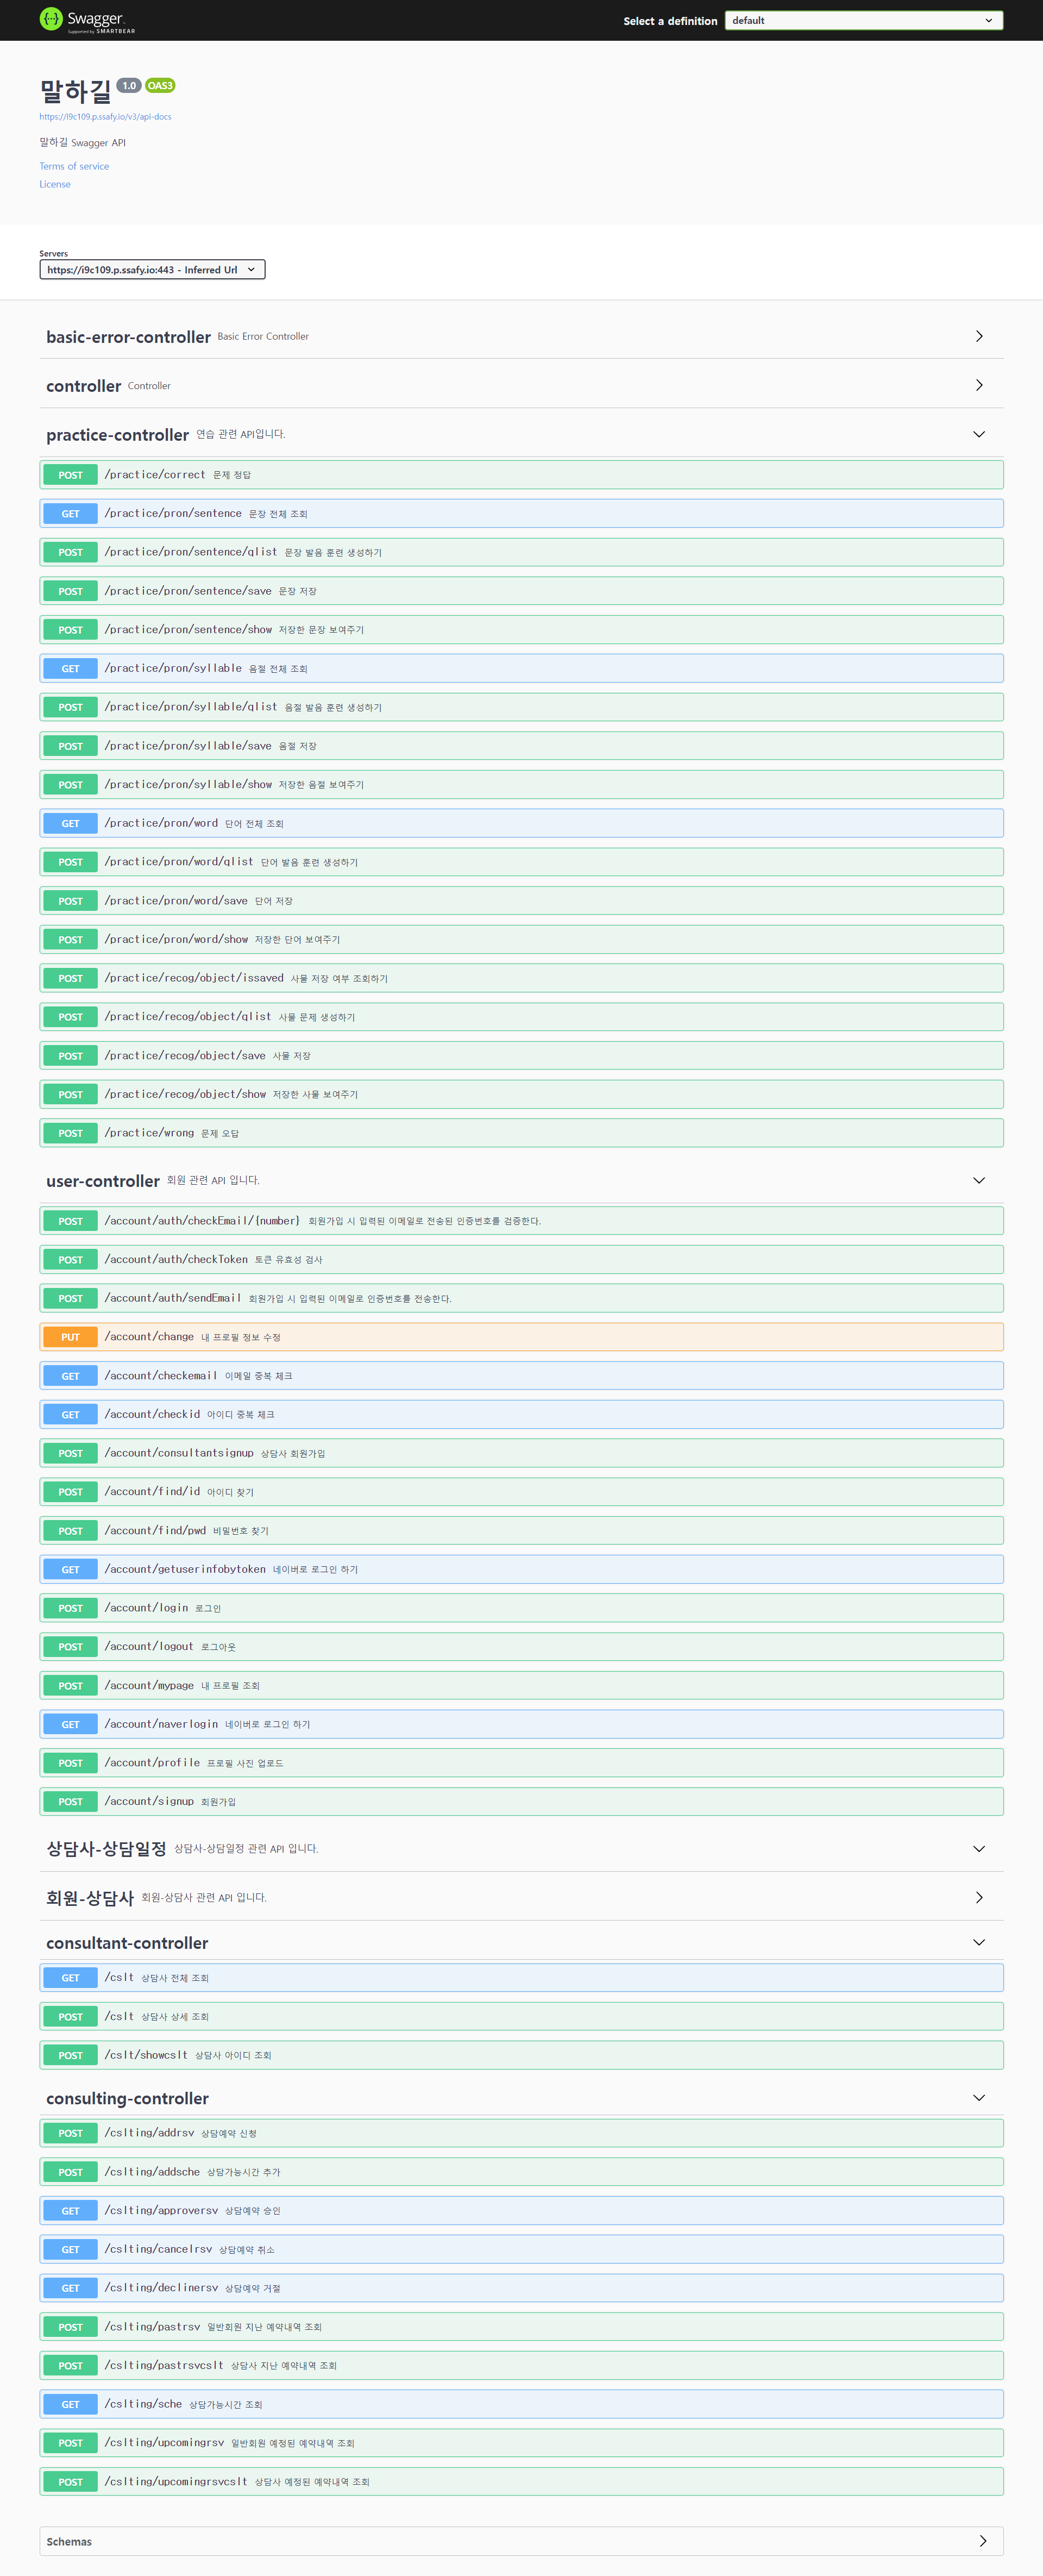 Swagger
Supported by SMARTBEAR
Select a definition
default
말하길 1.0 OAS3
https://i9c109.p.ssafy.io/v3/api-docs
말하길 Swagger API
Terms of service
License
Servers
https://i9c109.p.ssafy.io:443 - Inferred Url
basic-error-controller Basic Error Controller
controller Controller
practice-controller 연습 관련 API입니다.
POST /practice/correct 문제 정답
GET /practice/pron/sentence 문장 전체 조회
POST /practice/pron/sentence/qlist 문장 발음 훈련 생성하기
POST /practice/pron/sentence/save 문장 저장
POST /practice/pron/sentence/show 저장한 문장 보여주기
GET /practice/pron/syllable 음절 전체 조회
POST /practice/pron/syllable/qlist 음절 발음 훈련 생성하기
POST /practice/pron/syllable/save 음절 저장
POST /practice/pron/syllable/show 저장한 음절 보여주기
GET /practice/pron/word 단어 전체 조회
POST /practice/pron/word/qlist 단어 발음 훈련 생성하기
POST /practice/pron/word/save 단어 저장
POST /practice/pron/word/show 저장한 단어 보여주기
POST /practice/recog/object/issaved 사물 저장 여부 조회하기
POST /practice/recog/object/qlist 사물 문제 생성하기
POST /practice/recog/object/save 사물 저장
POST /practice/recog/object/show 저장한 사물 보여주기
POST /practice/wrong 문제 오답
user-controller 회원 관련 API 입니다.
POST /account/auth/checkEmail/{number} 회원가입 시 입력된 이메일로 전송된 인증번호를 검증한다.
POST /account/auth/checkToken 토큰 유효성 검사
POST /account/auth/sendEmail 회원가입 시 입력된 이메일로 인증번호를 전송한다.
PUT /account/change 내 프로필 정보 수정
GET /account/checkemail 이메일 중복 체크
GET /account/checkid 아이디 중복 체크
POST /account/consultantsignup 상담사 회원가입
POST /account/find/id 아이디 찾기
POST /account/find/pwd 비밀번호 찾기
GET /account/getuserinfobytoken 네이버로 로그인 하기
POST /account/login 로그인
POST /account/logout 로그아웃
POST /account/mypage 내 프로필 조회
GET /account/naverlogin 네이버로 로그인 하기
POST /account/profile 프로필 사진 업로드
POST /account/signup 회원가입
상담사-상담일정 상담사-상담일정 관련 API 입니다.
회원-상담사 회원-상담사 관련 API 입니다.
consultant-controller
GET /cslt 상담사 전체 조회
POST /cslt 상담사 상세 조회
POST /cslt/showcslt 상담사 아이디 조회
consulting-controller
POST /cslting/addrsv 상담예약 신청
POST /cslting/addsche 상담가능시간 추가
GET /cslting/approversv 상담예약 승인
GET /cslting/cancelrsv 상담예약 취소
GET /cslting/declinersv 상담예약 거절
POST /cslting/pastrsv 일반회원 지난 예약내역 조회
POST /cslting/pastrsvcslt 상담사 지난 예약내역 조회
GET /cslting/sche 상담가능시간 조회
POST /cslting/upcomingrsv 일반회원 예정된 예약내역 조회
POST /cslting/upcomingrsvcslt 상담사 예정된 예약내역 조회
Schemas